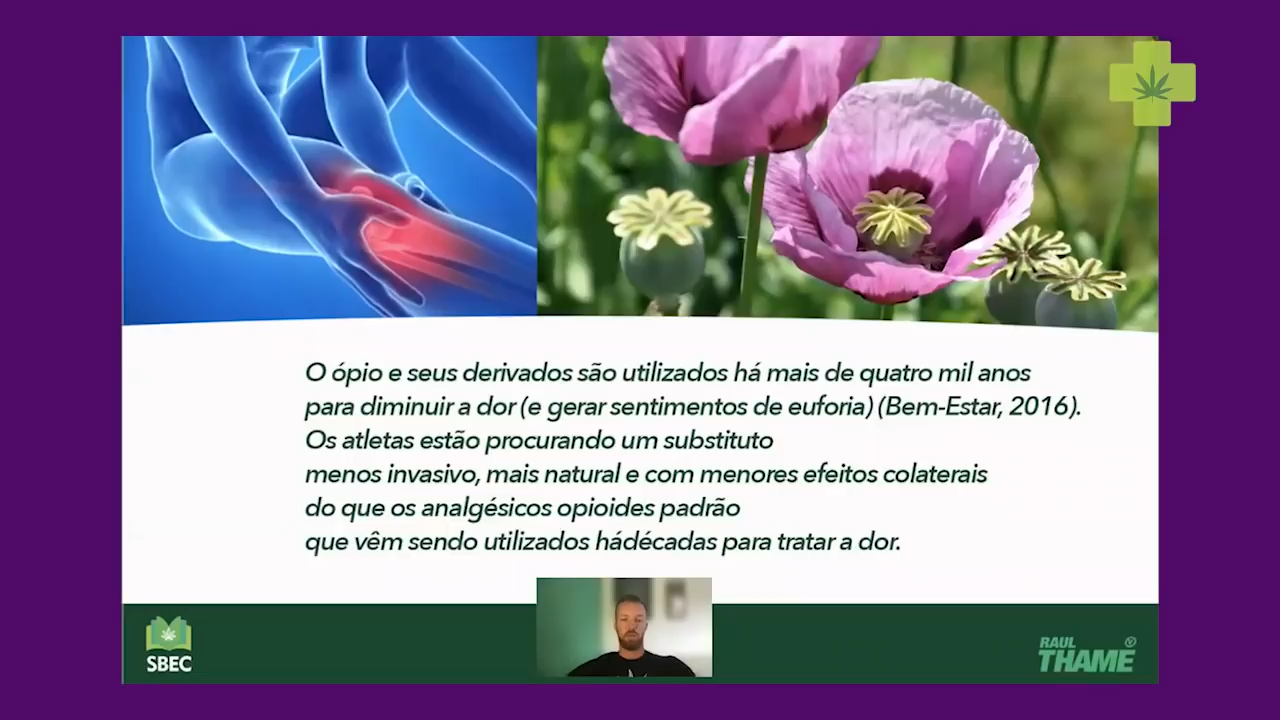 O ópio e seus derivados são utilizados há mais de quatro mil anos
para diminuir a dor (e gerar sentimentos de euforia) (Bem-Estar, 2016).
Os atletas estão procurando um substituto
menos invasivo, mais natural e com menores efeitos colaterais
do que os analgésicos opioides padrão
que vêm sendo utilizados hádécadas para tratar a dor.
SBEC
RAUL
THAME